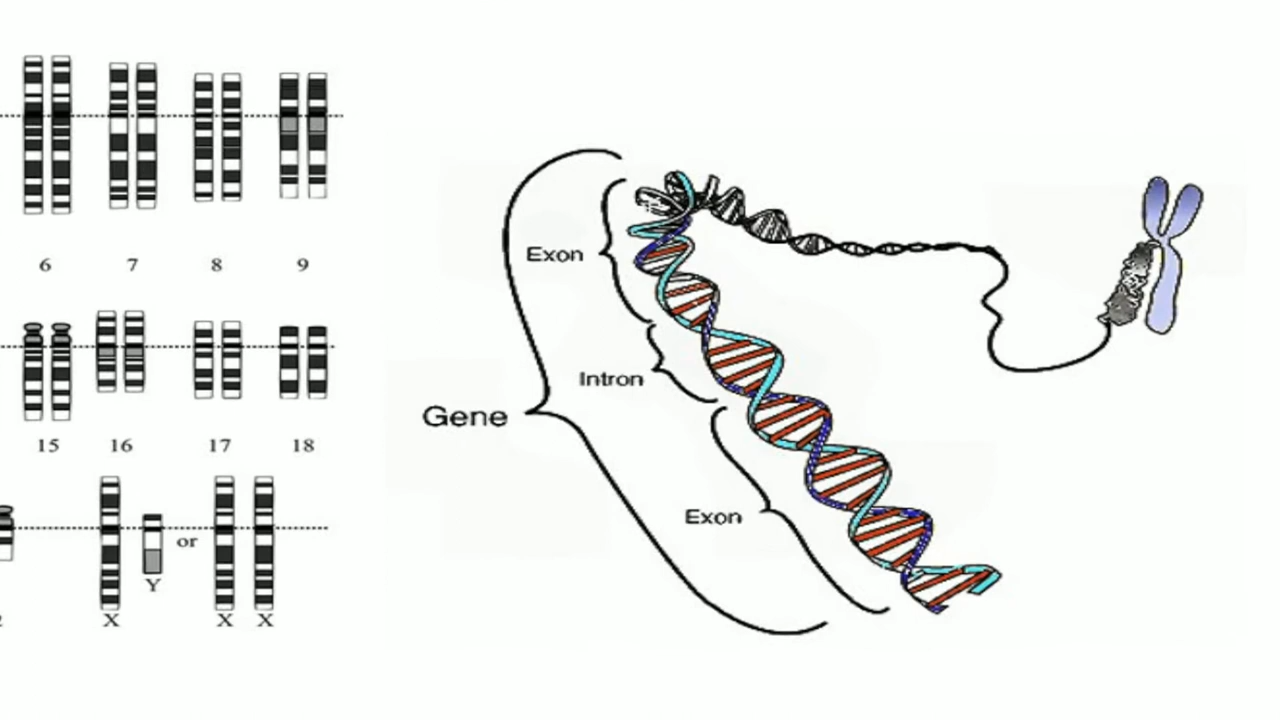 6 7 8 9
15 16 17 18
or
Y
X X X
Exon
Intron
Gene
Exon